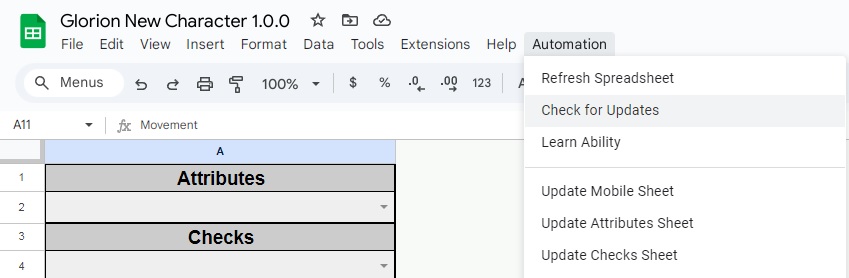 Glorion New Character 1.0.0
File Edit View Insert Format Data Tools Extensions Help Automation
Menus 100% $ % .0 .00 123
A11 fx Movement
A
1 Attributes
2
3 Checks
4
Refresh Spreadsheet
Check for Updates
Learn Ability
Update Mobile Sheet
Update Attributes Sheet
Update Checks Sheet